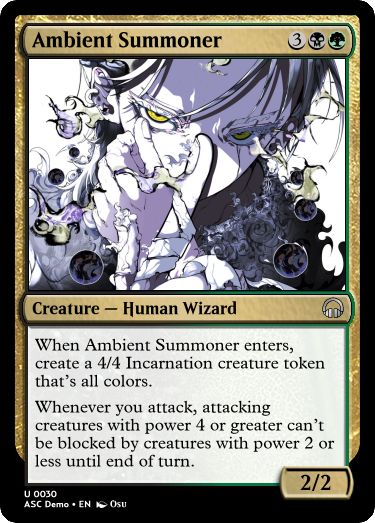 Ambient Summoner 3
Creature — Human Wizard
When Ambient Summoner enters,
create a 4/4 Incarnation creature token
that's all colors.
Whenever you attack, attacking
creatures with power 4 or greater can't
be blocked by creatures with power 2 or
less until end of turn.
2/2
U 0030
ASC Demo • EN Osu